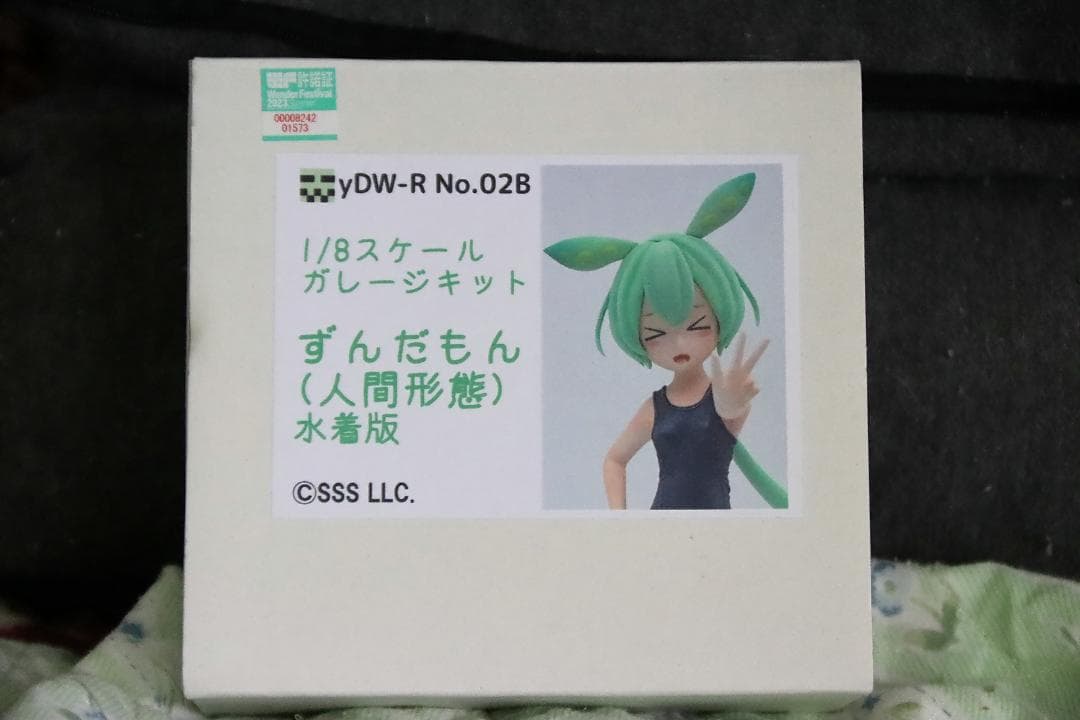 許諾証
Wonder Festival
2023
00008242
01573
yDW-R No.02B
1/8スケール
ガレージキット
ずんだもん
(人間形態)
水着版
©SSS LLC.